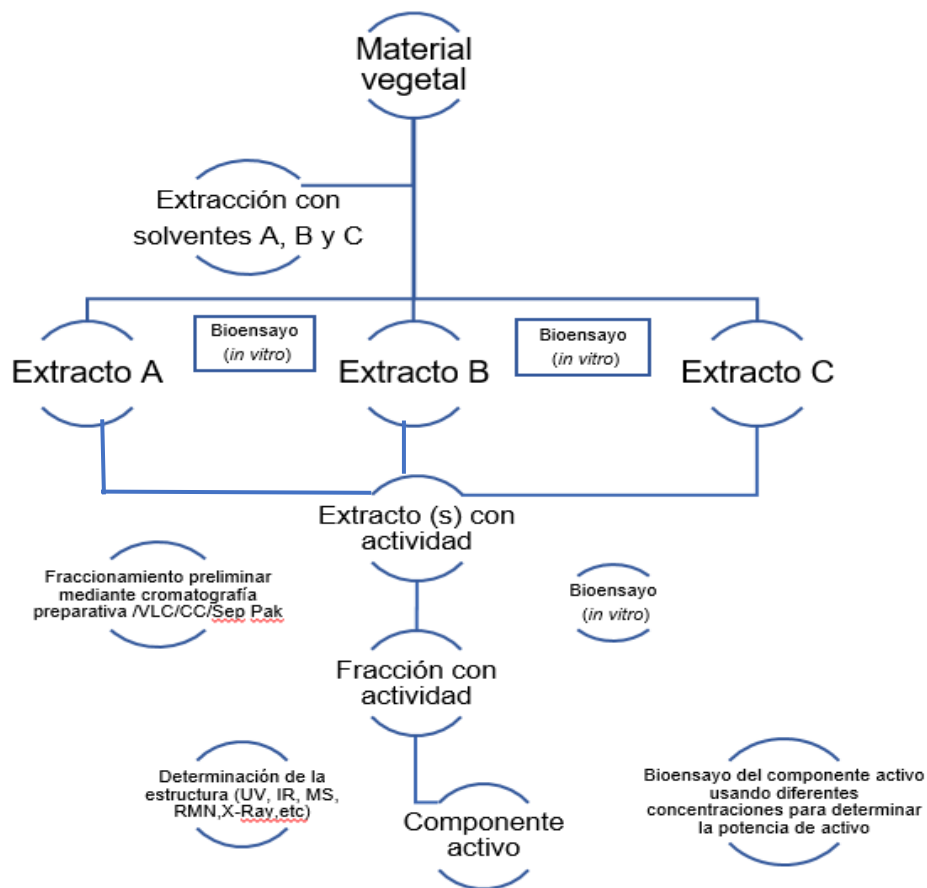 Material
vegetal
Extracción con
solventes A, B y C
Bioensayo
(in vitro)
Bioensayo
(in vitro)
Extracto A
Extracto B
Extracto C
Extracto (s) con
actividad
Fraccionamiento preliminar
mediante cromatografía
preparativa /VLC/CC/Sep Pak
Bioensayo
(in vitro)
Fracción con
actividad
Determinación de la
estructura (UV, IR, MS,
RMN,X-Ray,etc)
Componente
activo
Bioensayo del componente activo
usando diferentes
concentraciones para determinar
la potencia de activo